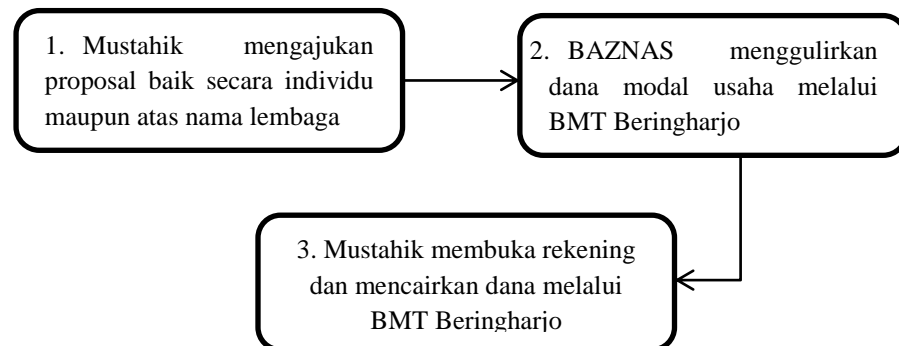 1. Mustahik mengajukan
proposal baik secara individu
maupun atas nama lembaga
2. BAZNAS menggulirkan
dana modal usaha melalui
BMT Beringharjo
3. Mustahik membuka rekening
dan mencairkan dana melalui
BMT Beringharjo